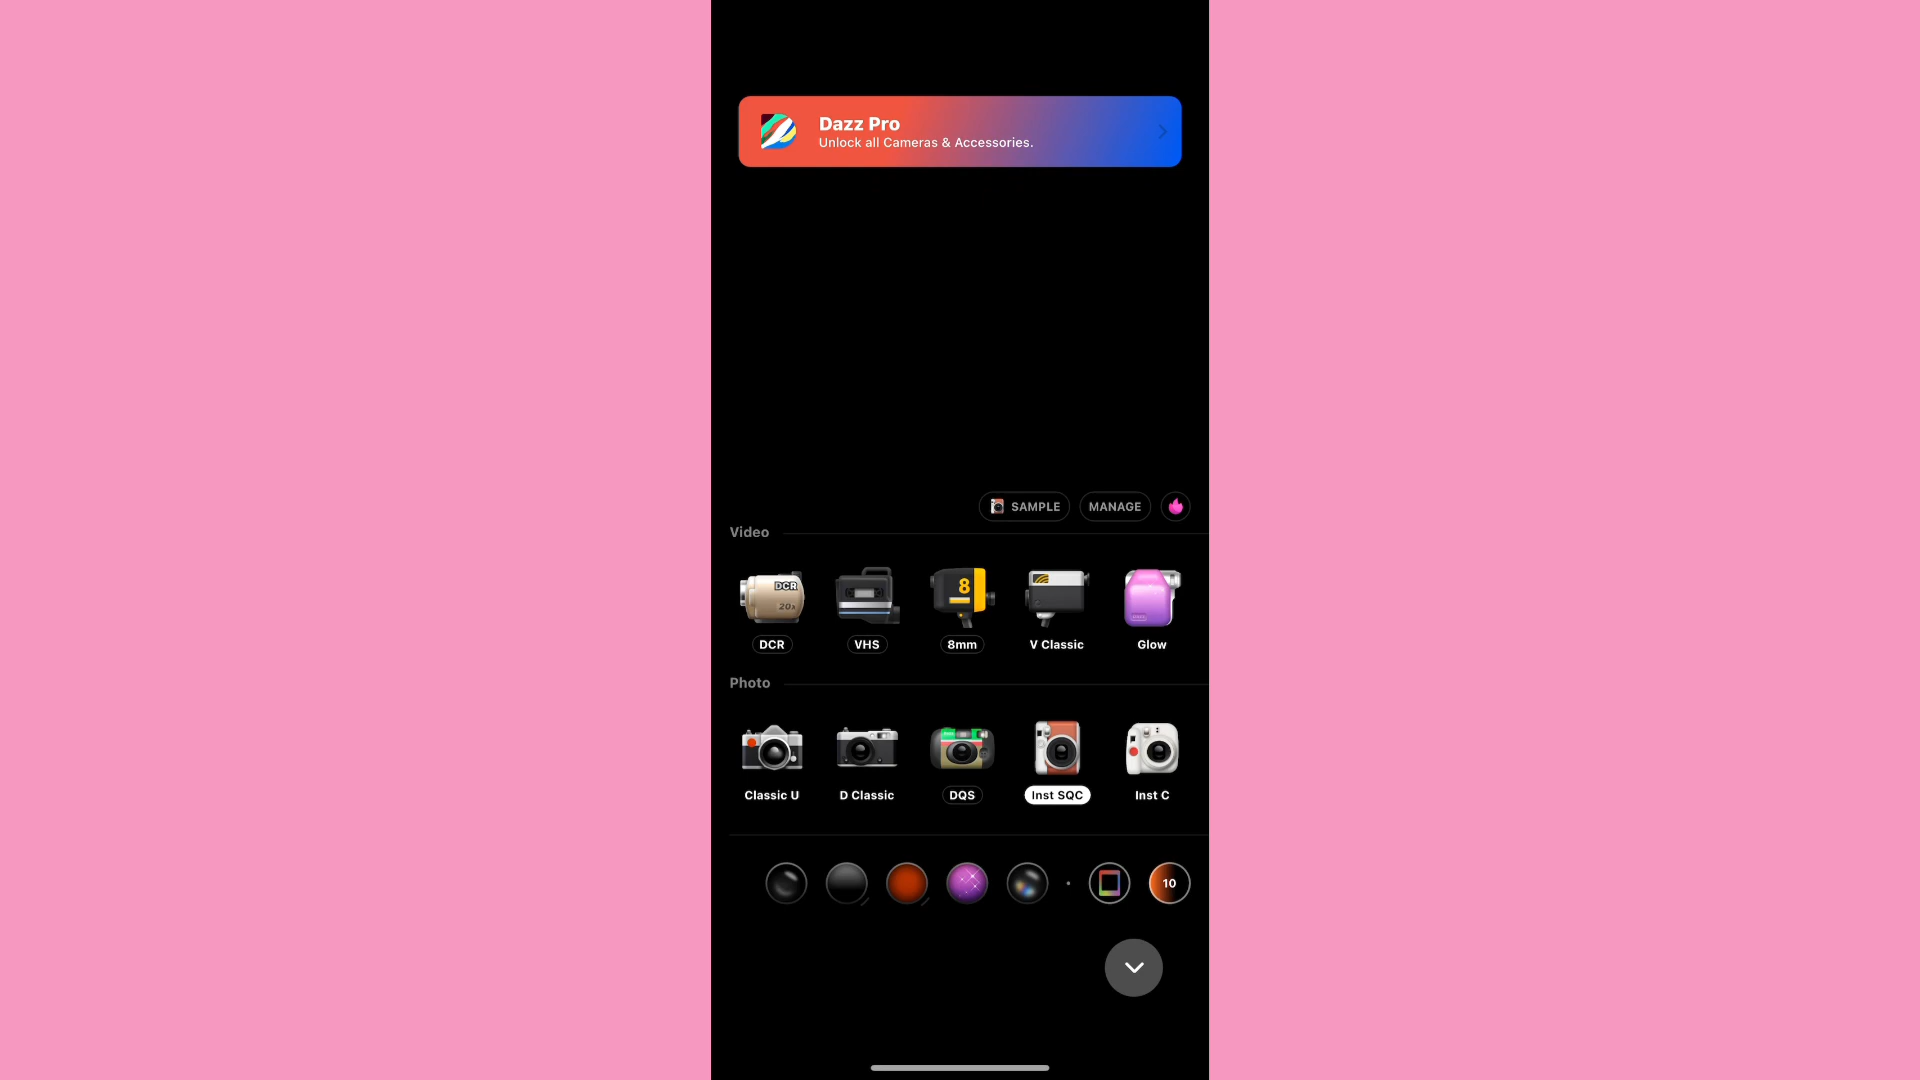 Dazz Pro
Unlock all Cameras & Accessories.
SAMPLE MANAGE
Video
DCR
20x
8
DCR VHS 8mm V Classic Glow
Photo
Classic U D Classic DQS Inst SQC Inst C
10